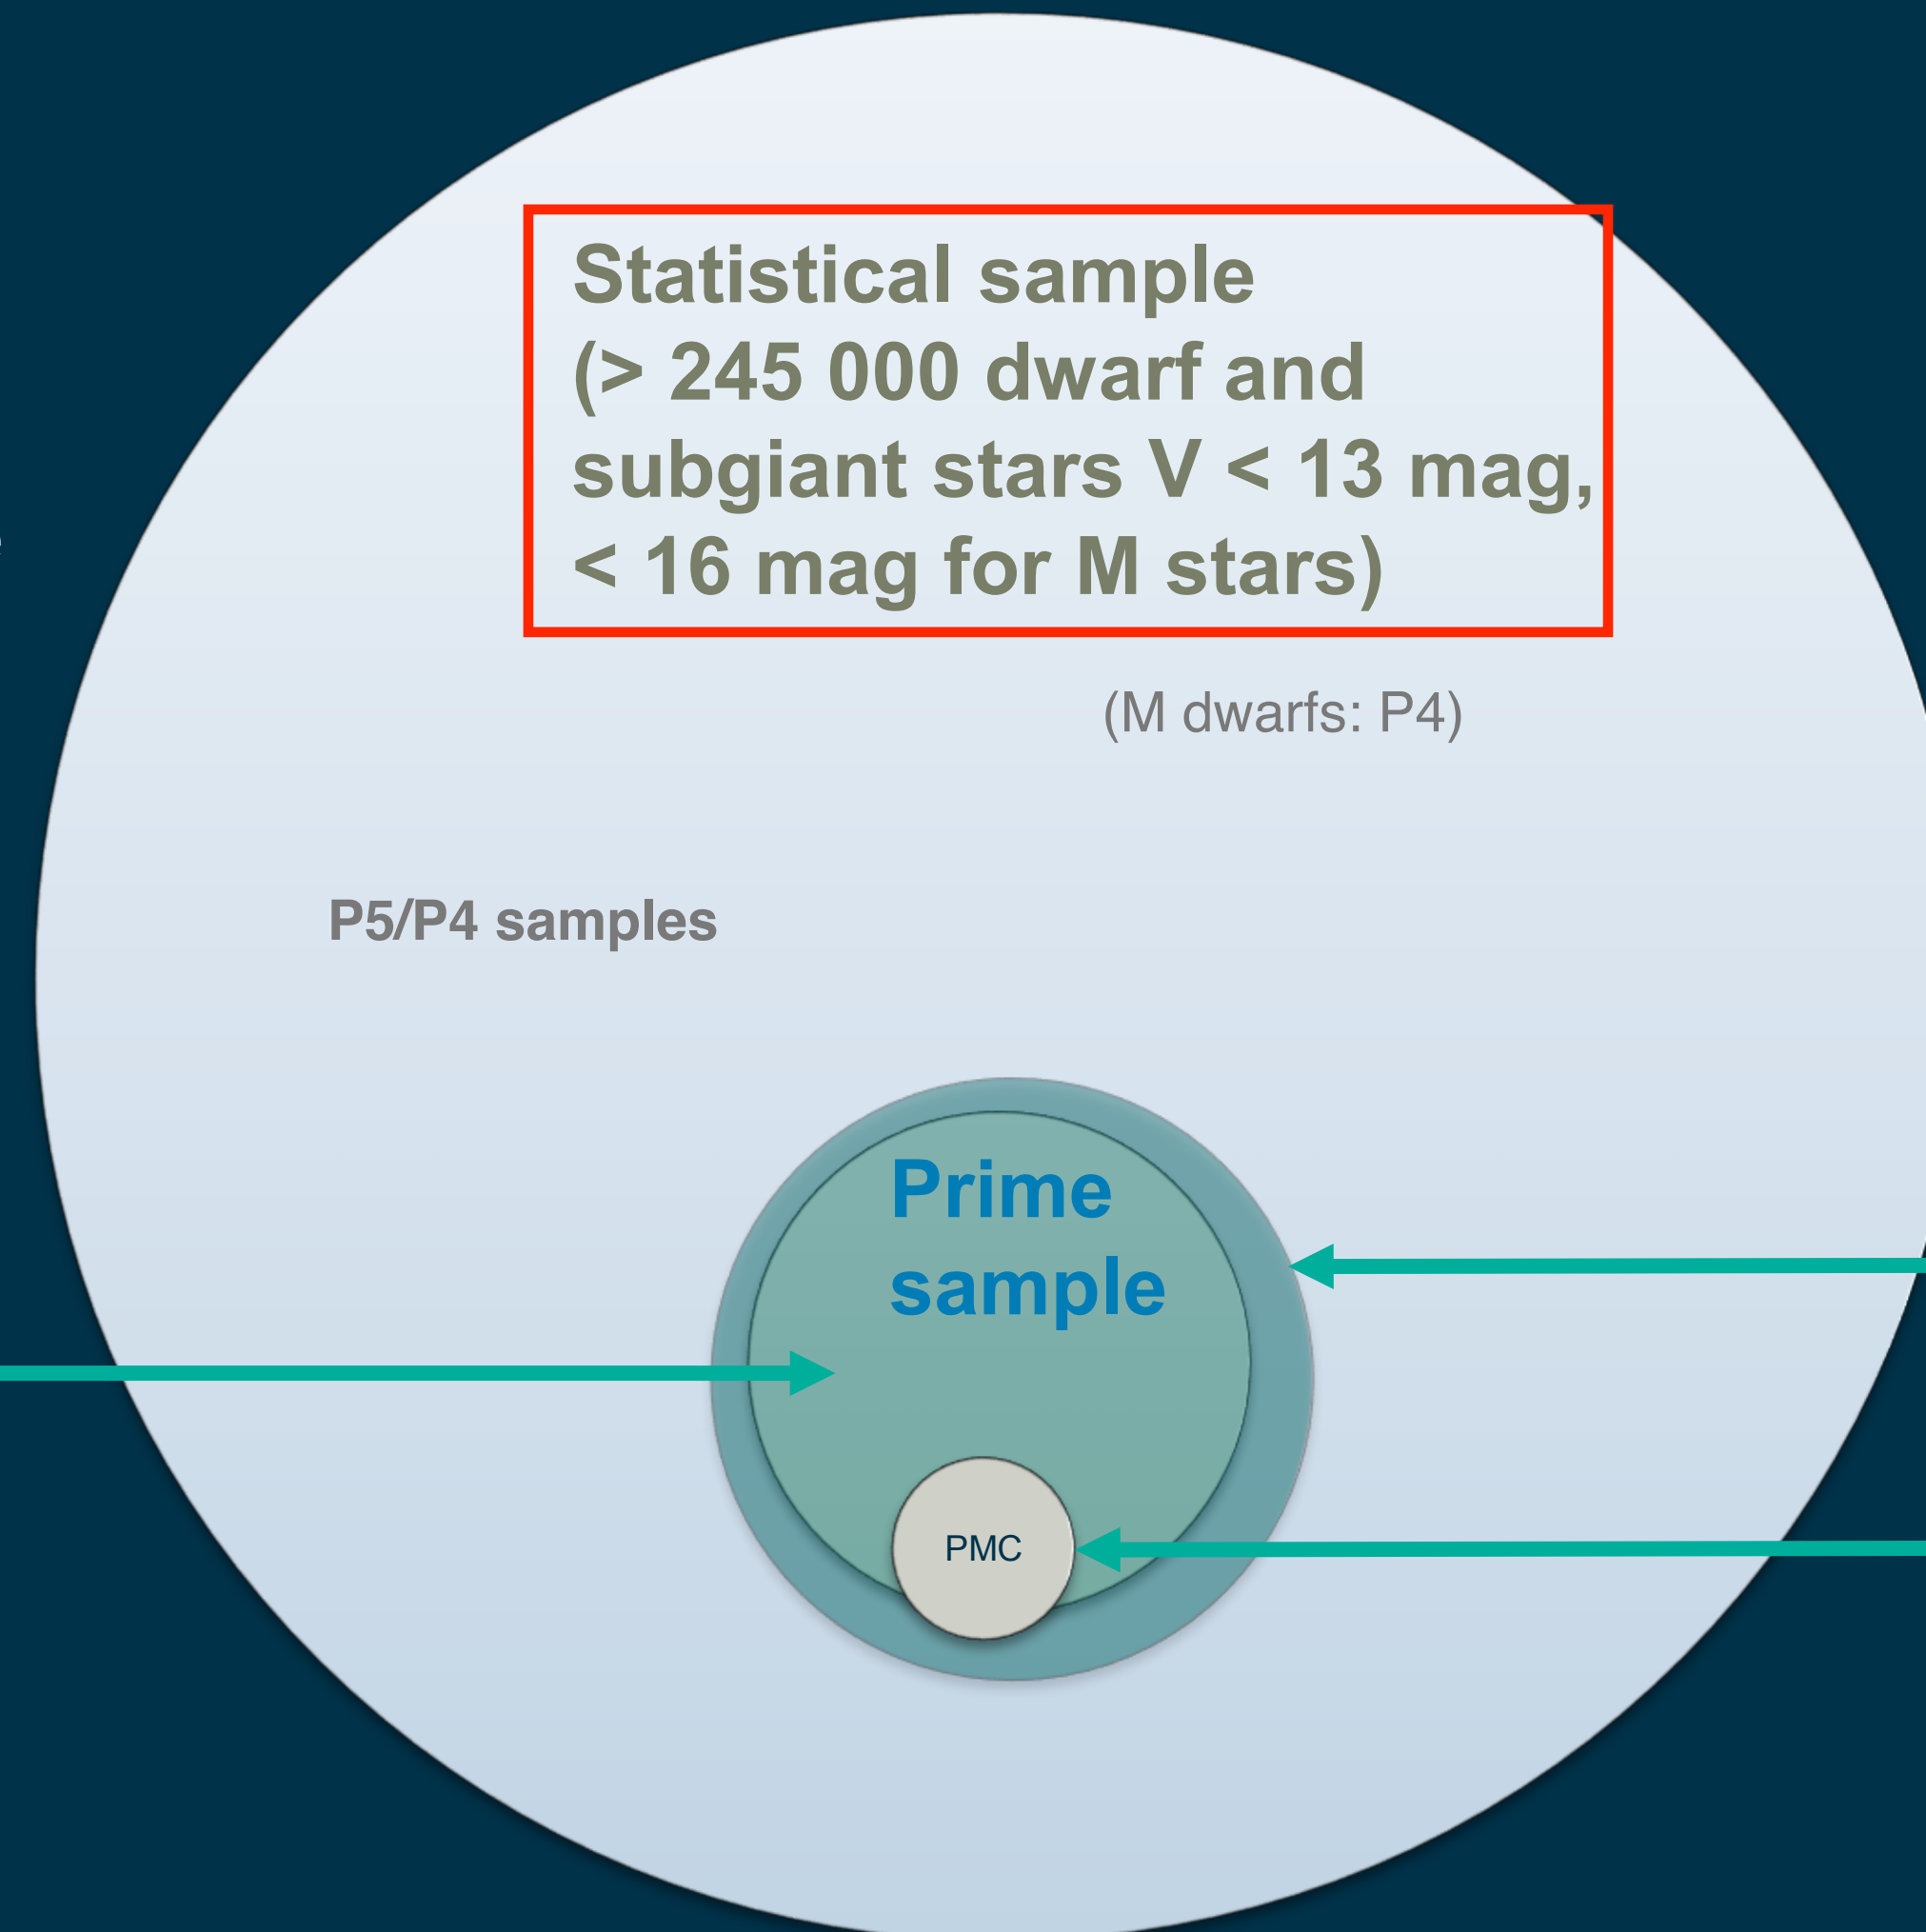 Statistical sample
(> 245 000 dwarf and
subgiant stars V < 13 mag,
< 16 mag for M stars)
(M dwarfs: P4)
P5/P4 samples
Prime
sample
PMC